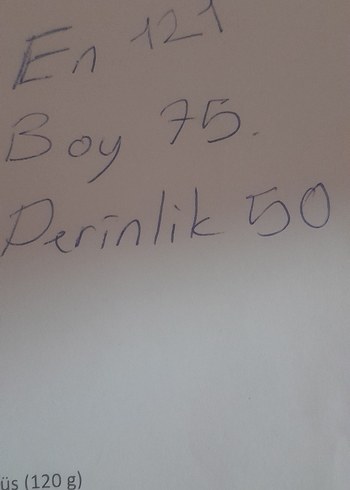 En 121
Boy 75.
Derinlik 50
üs (120 g)